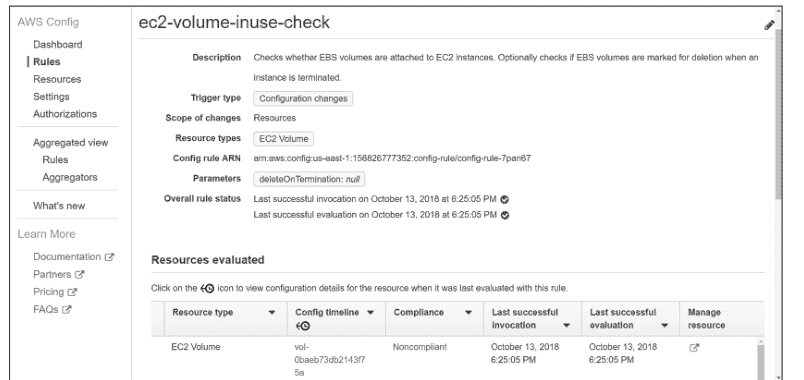 AWS Config
Dashboard
Rules
Resources
Settings
Authorizations
Aggregated view
Rules
Aggregators
What's new
Learn More
Documentation
Partners
Pricing
FAQs
ec2-volume-inuse-check
Description Checks whether EBS volumes are attached to EC2 instances. Optionally checks if EBS volumes are marked for deletion when an
instance is terminated.
Trigger type Configuration changes
Scope of changes Resources
Resource types EC2 Volume
Config rule ARN arn:aws:config:us-east-1:158826777352:config-rule/config-rule-7pan67
Parameters deleteOnTermination: null
Overall rule status Last successful invocation on October 13, 2018 at 6:25:05 PM
Last successful evaluation on October 13, 2018 at 6:25:05 PM
Resources evaluated
Click on the icon to view configuration details for the resource when it was last evaluated with this rule.
Resource type Config timeline Compliance Last successful invocation Last successful evaluation Manage resource
EC2 Volume vol-0baeb73db2143f75a Noncompliant October 13, 2018 6:25:05 PM October 13, 2018 6:25:05 PM